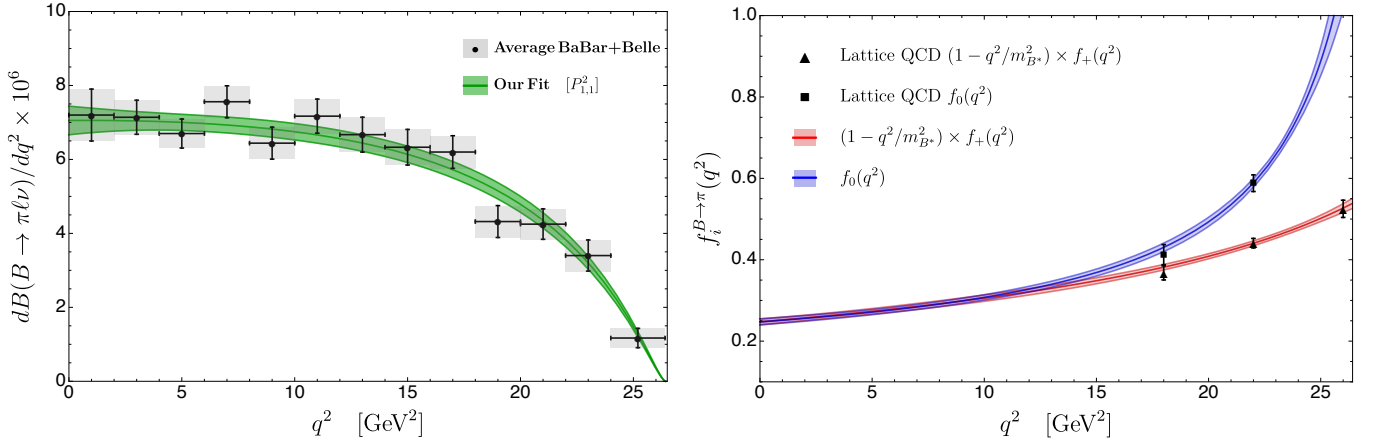 10
8
6
4
2
0
0
5
10
15
20
25
dB(B → πℓν)/dq² × 10⁶
q² [GeV²]
Average BaBar+Belle
Our Fit [P²₁,₁]
1.0
0.8
0.6
0.4
0.2
0
5
10
15
20
25
f_i^{B→π}(q²)
q² [GeV²]
Lattice QCD (1 − q²/m²_{B*}) × f₊(q²)
Lattice QCD f₀(q²)
(1 − q²/m²_{B*}) × f₊(q²)
f₀(q²)